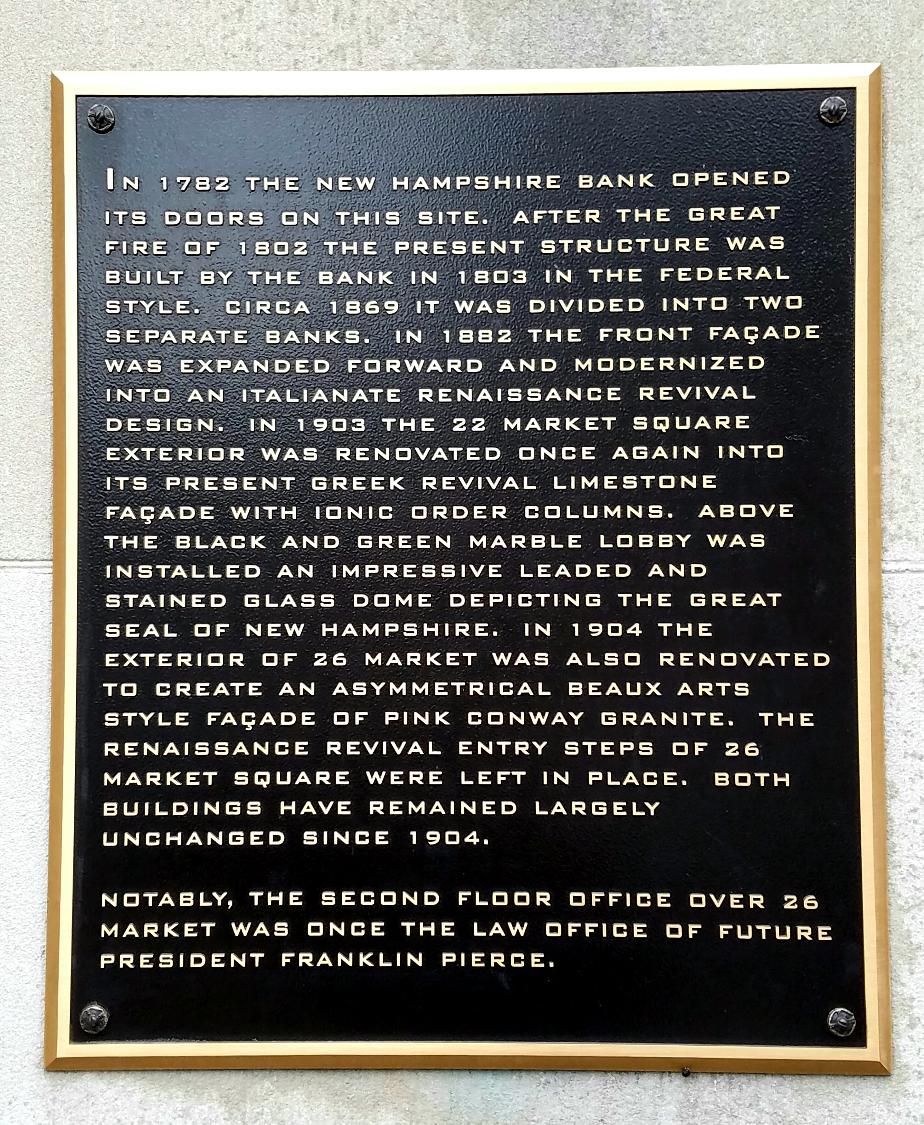 IN 1782 THE NEW HAMPSHIRE BANK OPENED
ITS DOORS ON THIS SITE. AFTER THE GREAT
FIRE OF 1802 THE PRESENT STRUCTURE WAS
BUILT BY THE BANK IN 1803 IN THE FEDERAL
STYLE. CIRCA 1869 IT WAS DIVIDED INTO TWO
SEPARATE BANKS. IN 1882 THE FRONT FAÇADE
WAS EXPANDED FORWARD AND MODERNIZED
INTO AN ITALIANATE RENAISSANCE REVIVAL
DESIGN. IN 1903 THE 22 MARKET SQUARE
EXTERIOR WAS RENOVATED ONCE AGAIN INTO
ITS PRESENT GREEK REVIVAL LIMESTONE
FAÇADE WITH IONIC ORDER COLUMNS. ABOVE
THE BLACK AND GREEN MARBLE LOBBY WAS
INSTALLED AN IMPRESSIVE LEADED AND
STAINED GLASS DOME DEPICTING THE GREAT
SEAL OF NEW HAMPSHIRE. IN 1904 THE
EXTERIOR OF 26 MARKET WAS ALSO RENOVATED
TO CREATE AN ASYMMETRICAL BEAUX ARTS
STYLE FAÇADE OF PINK CONWAY GRANITE. THE
RENAISSANCE REVIVAL ENTRY STEPS OF 26
MARKET SQUARE WERE LEFT IN PLACE. BOTH
BUILDINGS HAVE REMAINED LARGELY
UNCHANGED SINCE 1904.
NOTABLY, THE SECOND FLOOR OFFICE OVER 26
MARKET WAS ONCE THE LAW OFFICE OF FUTURE
PRESIDENT FRANKLIN PIERCE.